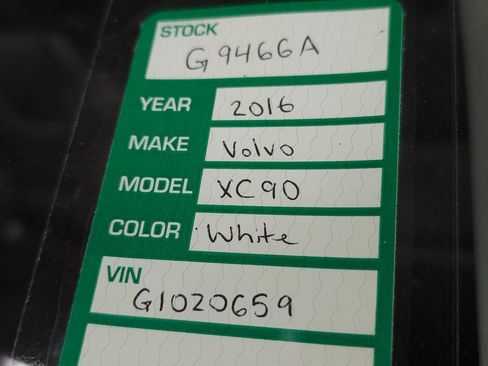 STOCK
G9466A
YEAR 2016
MAKE Volvo
MODEL XC90
COLOR White
VIN
G1020659